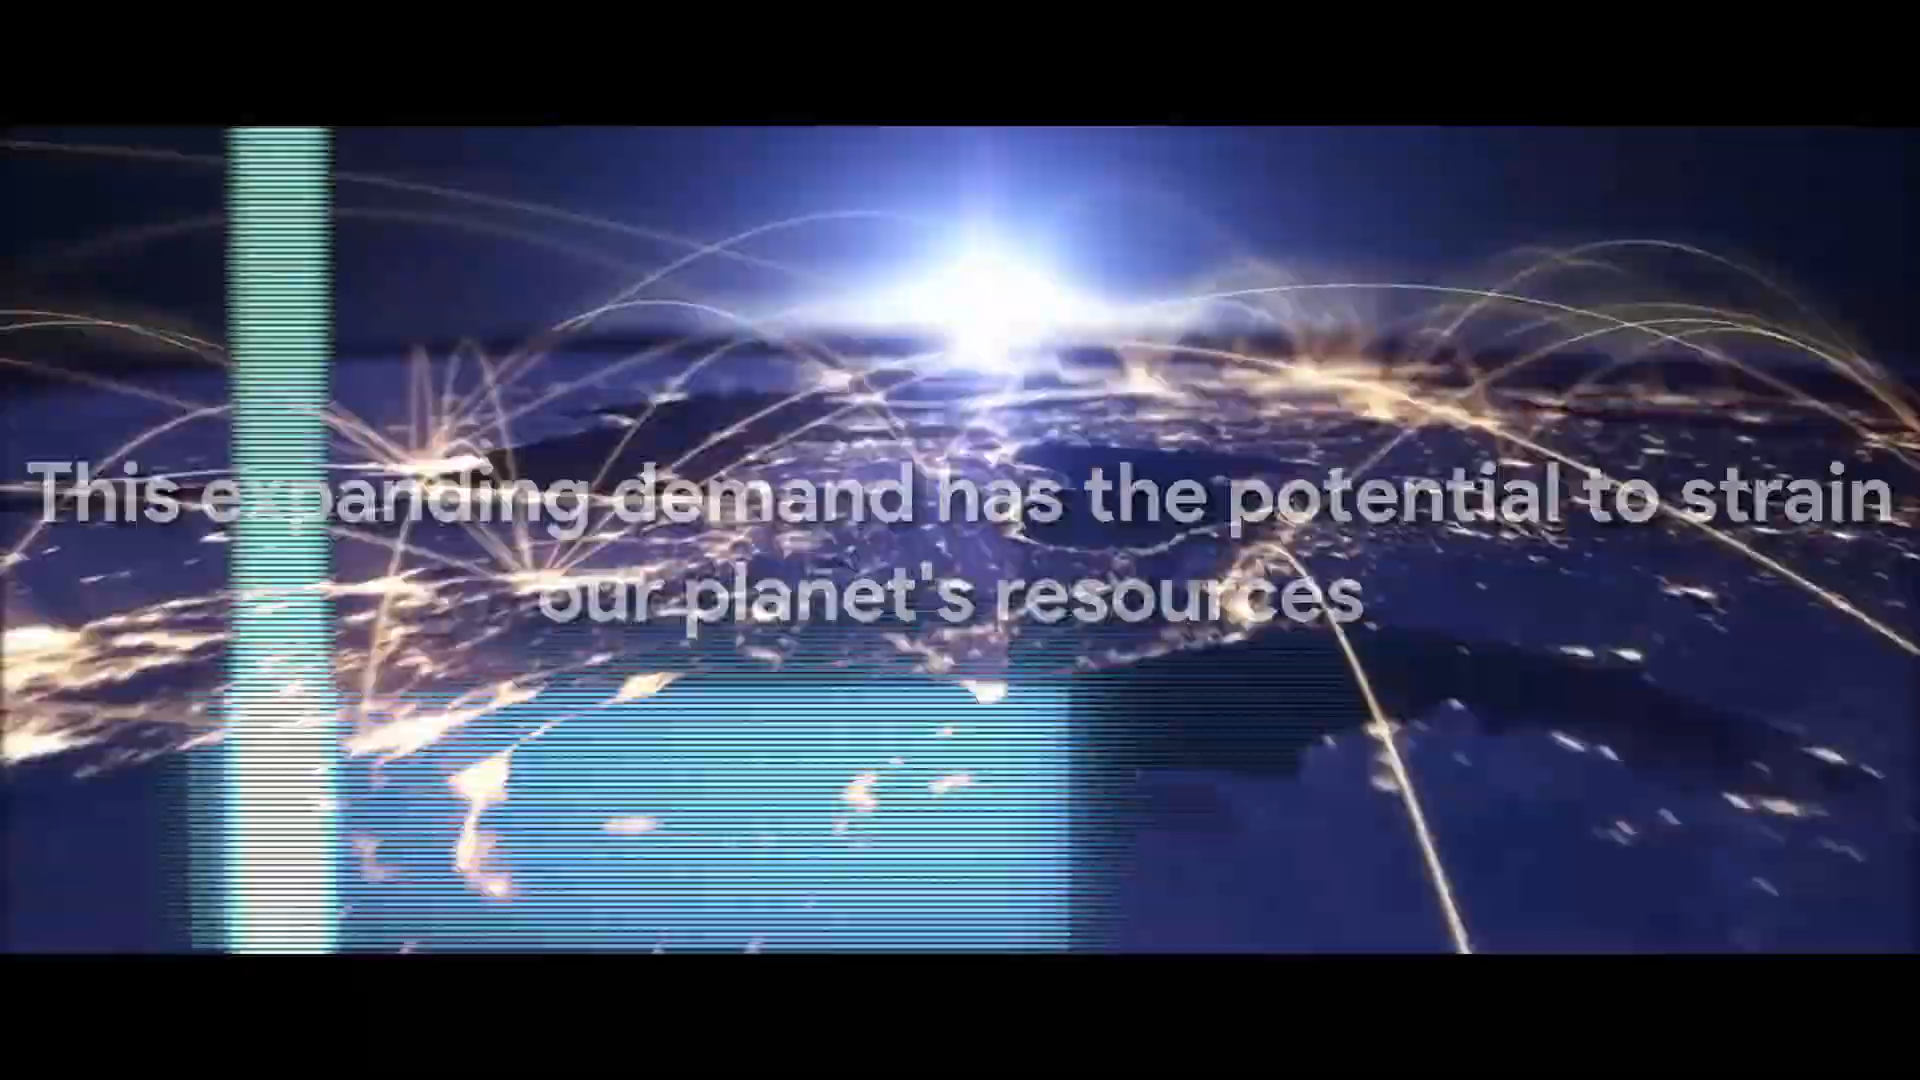 This expanding demand has the potential to strain
our planet's resources